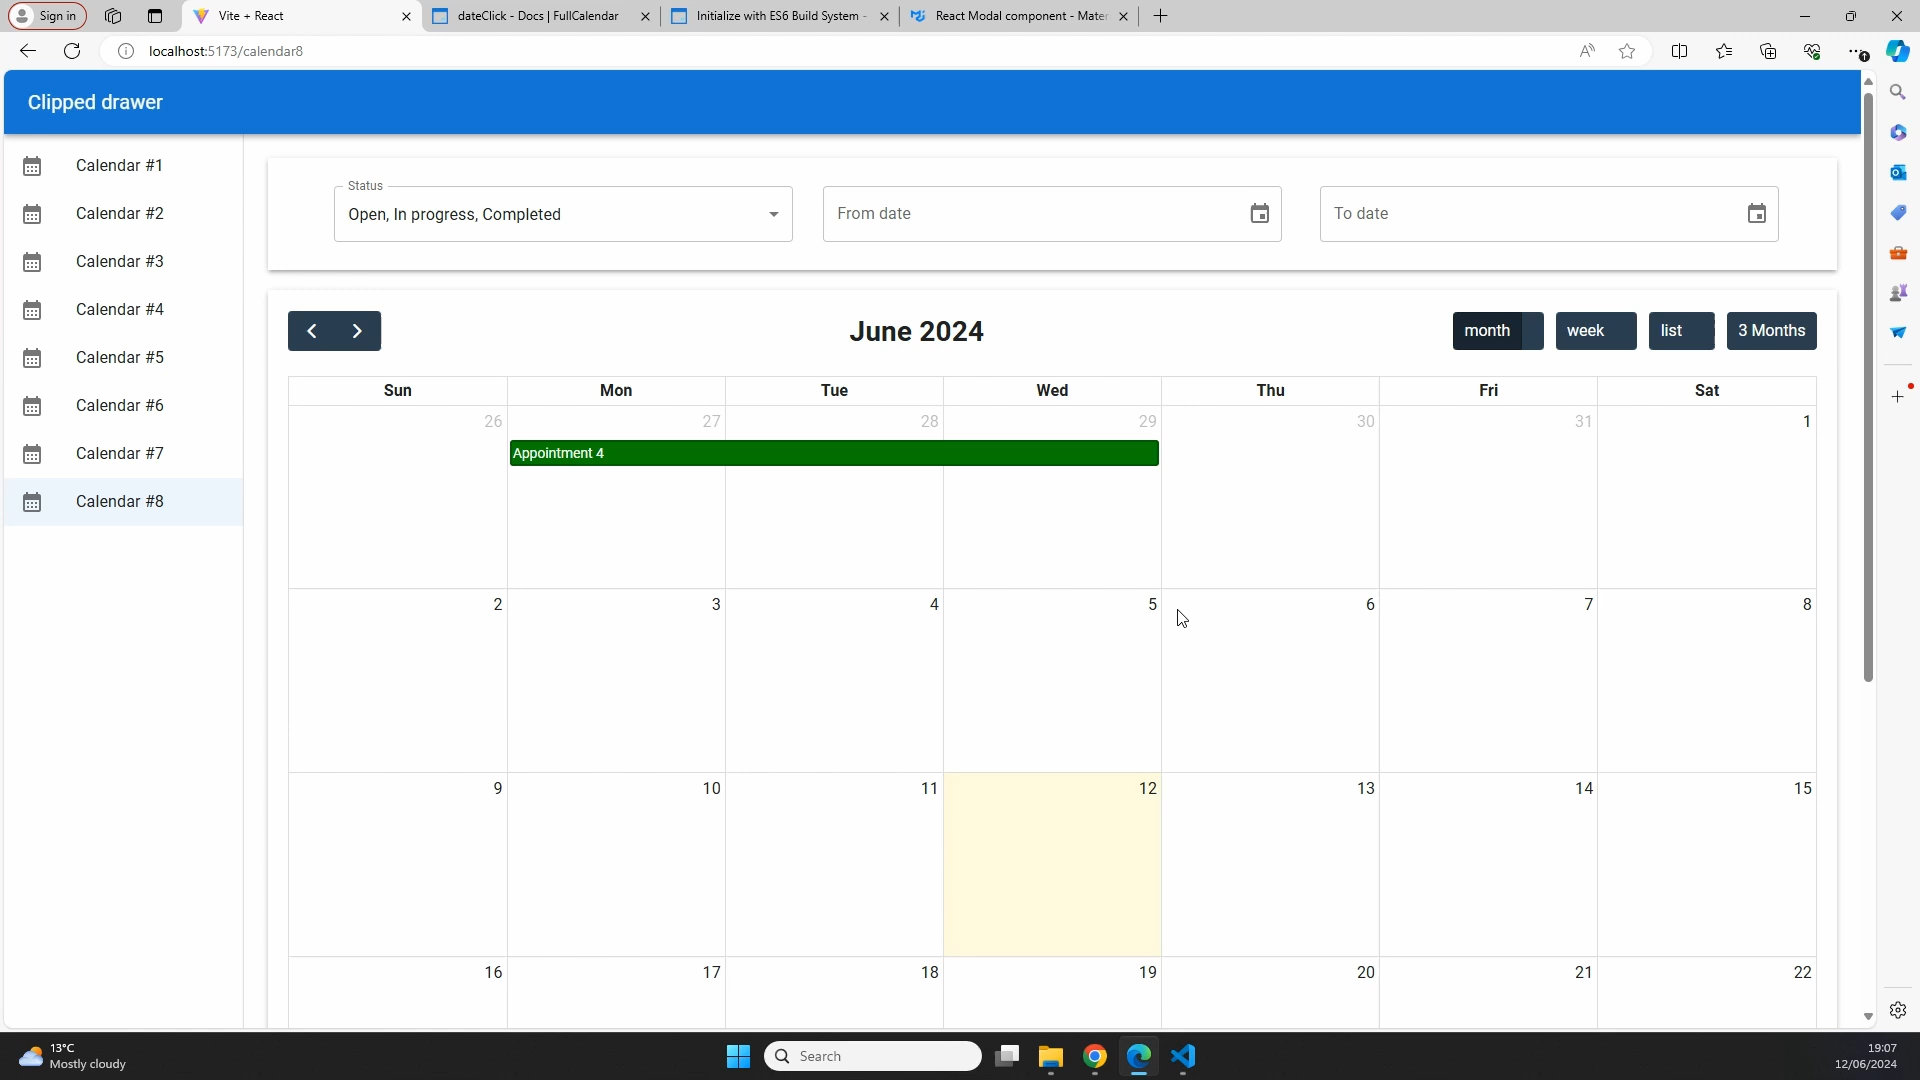 Sign in
Vite + React
dateClick - Docs | FullCalendar
Initialize with ES6 Build System -
React Modal component - Mater
localhost:5173/calendar8
Clipped drawer
Calendar #1
Calendar #2
Calendar #3
Calendar #4
Calendar #5
Calendar #6
Calendar #7
Calendar #8
Status
Open, In progress, Completed
From date
To date
June 2024
month
week
list
3 Months
Sun Mon Tue Wed Thu Fri Sat
26 27 28 29 30 31 1
Appointment 4
2 3 4 5 6 7 8
9 10 11 12 13 14 15
16 17 18 19 20 21 22
13°C
Mostly cloudy
Search
19:07
12/06/2024